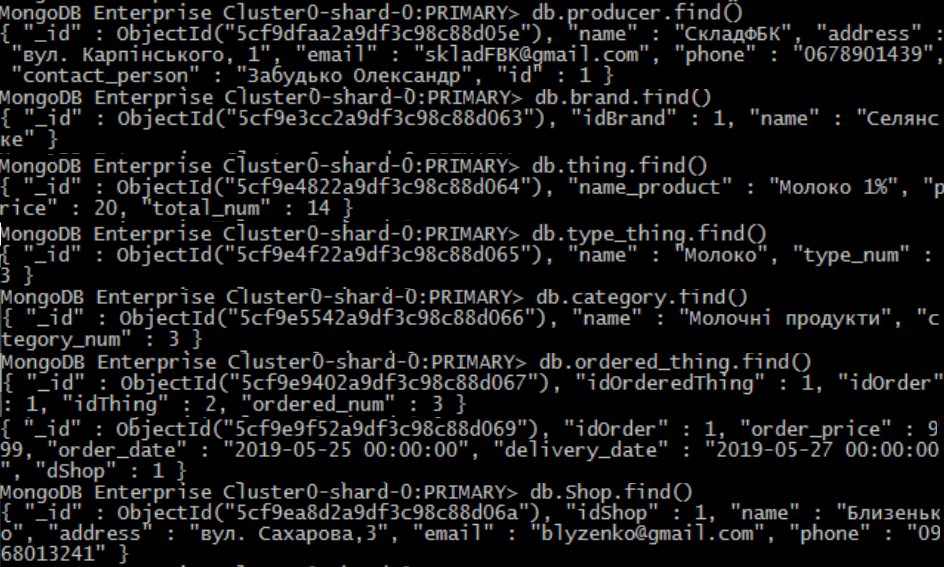 MongoDB Enterprise Cluster0-shard-0:PRIMARY> db.producer.find()
{ "_id" : ObjectId("5cf9dfaa2a9df3c98c88d05e"), "name" : "СкладФБК", "address" :
"вул. Карпінського, 1", "email" : "skladFBK@gmail.com", "phone" : "0678901439",
"contact_person" : "Забудько Олександр", "id" : 1 }
MongoDB Enterprise Cluster0-shard-0:PRIMARY> db.brand.find()
{ "_id" : ObjectId("5cf9e3cc2a9df3c98c88d063"), "idBrand" : 1, "name" : "Селянс
ке" }
MongoDB Enterprise Cluster0-shard-0:PRIMARY> db.thing.find()
{ "_id" : ObjectId("5cf9e4822a9df3c98c88d064"), "name_product" : "Молоко 1%", "p
rice" : 20, "total_num" : 14 }
MongoDB Enterprise Cluster0-shard-0:PRIMARY> db.type_thing.find()
{ "_id" : ObjectId("5cf9e4f22a9df3c98c88d065"), "name" : "Молоко", "type_num" :
3 }
MongoDB Enterprise Cluster0-shard-0:PRIMARY> db.category.find()
{ "_id" : ObjectId("5cf9e5542a9df3c98c88d066"), "name" : "Молочні продукти", "c
tegory_num" : 3 }
MongoDB Enterprise Cluster0-shard-0:PRIMARY> db.ordered_thing.find()
{ "_id" : ObjectId("5cf9e9402a9df3c98c88d067"), "idOrderedThing" : 1, "idOrder"
: 1, "idThing" : 2, "ordered_num" : 3 }
{ "_id" : ObjectId("5cf9e9f52a9df3c98c88d069"), "idOrder" : 1, "order_price" : 9
99, "order_date" : "2019-05-25 00:00:00", "delivery_date" : "2019-05-27 00:00:00
", "dShop" : 1 }
MongoDB Enterprise Cluster0-shard-0:PRIMARY> db.Shop.find()
{ "_id" : ObjectId("5cf9ea8d2a9df3c98c88d06a"), "idShop" : 1, "name" : "Близеньк
о", "address" : "вул. Сахарова,3", "email" : "blyzenko@gmail.com", "phone" : "09
68013241" }